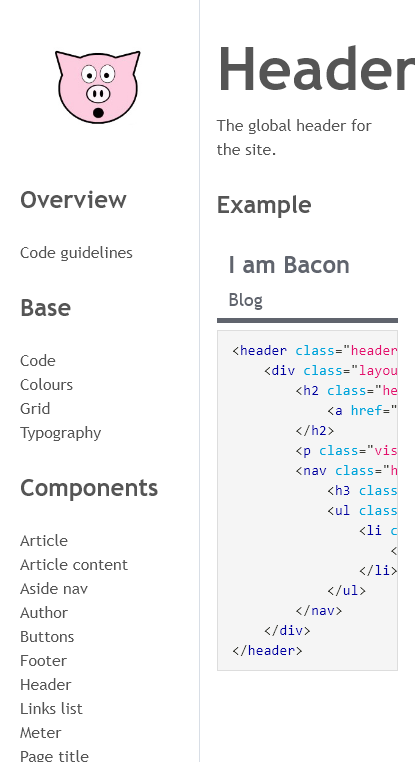 Overview
Code guidelines
Base
Code
Colours
Grid
Typography
Components
Article
Article content
Aside nav
Author
Buttons
Footer
Header
Links list
Meter
Page title
Header
The global header for
the site.
Example
I am Bacon
Blog
<header class="header
<div class="layou
<h2 class="he
<a href="
</h2>
<p class="vis
<nav class="h
<h3 class
<ul class
<li c
<
</li>
</ul>
</nav>
</div>
</header>